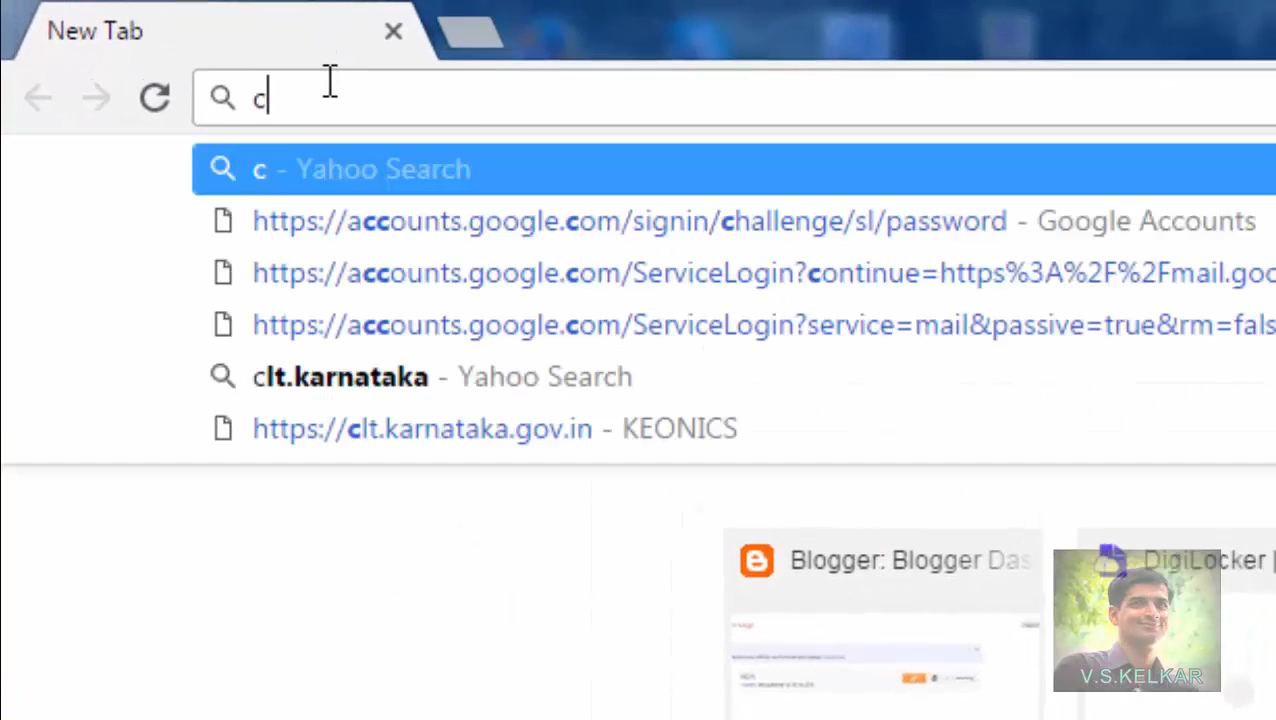 New Tab
c
c - Yahoo Search
https://accounts.google.com/signin/challenge/sl/password - Google Accounts
https://accounts.google.com/ServiceLogin?continue=https%3A%2F%2Fmail.goo
https://accounts.google.com/ServiceLogin?service=mail&passive=true&rm=fals
clt.karnataka - Yahoo Search
https://clt.karnataka.gov.in - KEONICS
Blogger: Blogger Das
DigiLocker |
V.S.KELKAR